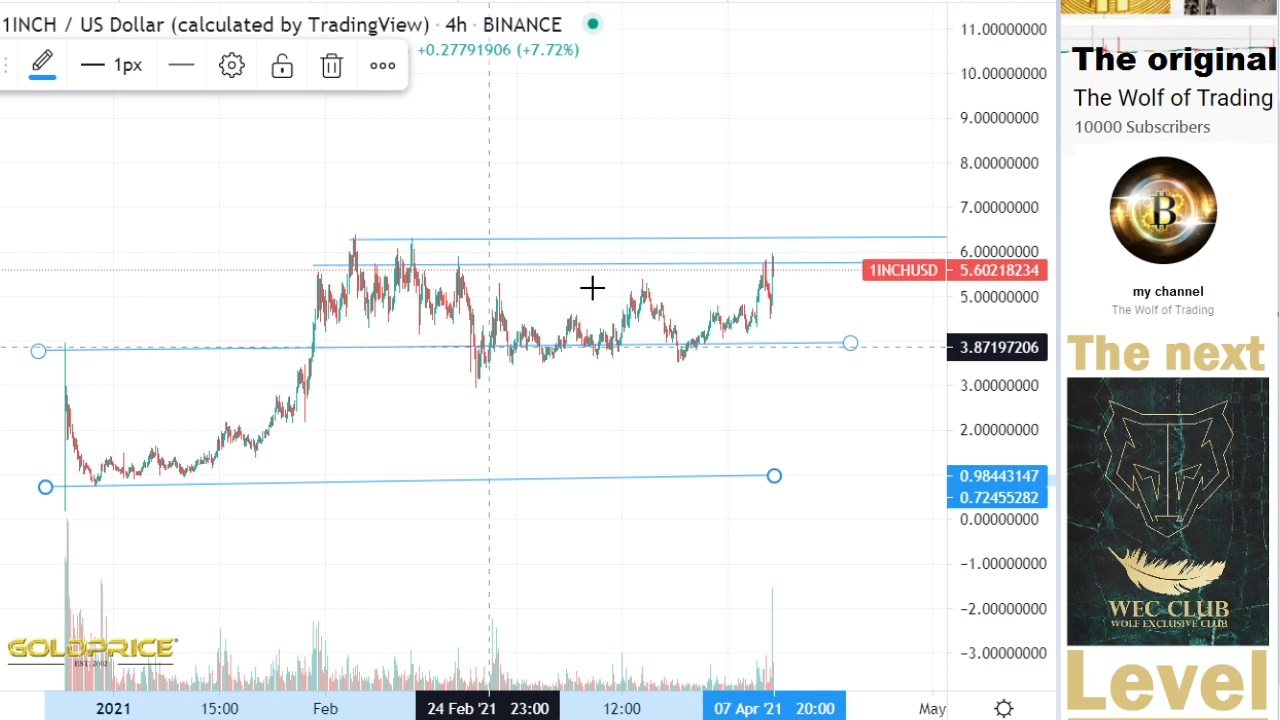 1INCH / US Dollar (calculated by TradingView) · 4h · BINANCE
1px
+0.27791906 (+7.72%)
11.00000000
10.00000000
9.00000000
8.00000000
7.00000000
6.00000000
1INCHUSD 5.60218234
5.00000000
3.87197206
3.00000000
2.00000000
0.98443147
0.72455282
0.00000000
−1.00000000
−2.00000000
−3.00000000
GOLDPRICE
EST. 2002
2021 15:00 Feb 24 Feb '21 23:00 12:00 07 Apr '21 20:00 May
The original
The Wolf of Trading
10000 Subscribers
B
my channel
The Wolf of Trading
The next
WEC CLUB
WOLF EXCLUSIVE CLUB
Level